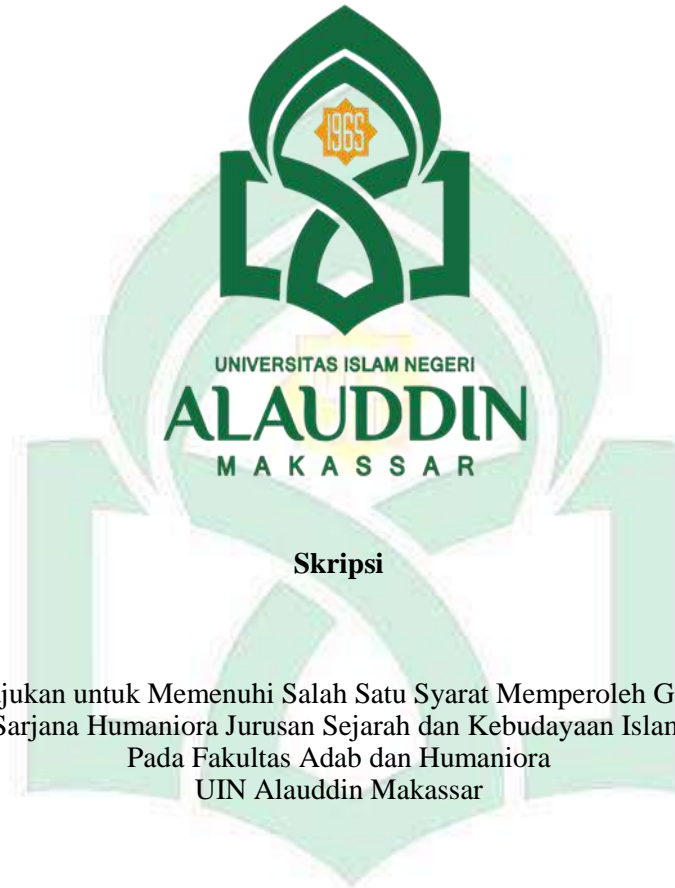 1965
UNIVERSITAS ISLAM NEGERI
ALAUDDIN
MAKASSAR
Skripsi
jukan untuk Memenuhi Salah Satu Syarat Memperoleh G
Sarjana Humaniora Jurusan Sejarah dan Kebudayaan Islam
Pada Fakultas Adab dan Humaniora
UIN Alauddin Makassar